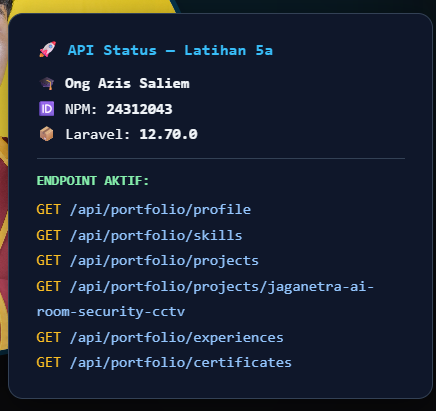 🚀 API Status — Latihan 5a
🎓 Ong Azis Saliem
🆔 NPM: 24312043
📦 Laravel: 12.70.0
ENDPOINT AKTIF:
GET /api/portfolio/profile
GET /api/portfolio/skills
GET /api/portfolio/projects
GET /api/portfolio/projects/jaganetra-ai-
room-security-cctv
GET /api/portfolio/experiences
GET /api/portfolio/certificates